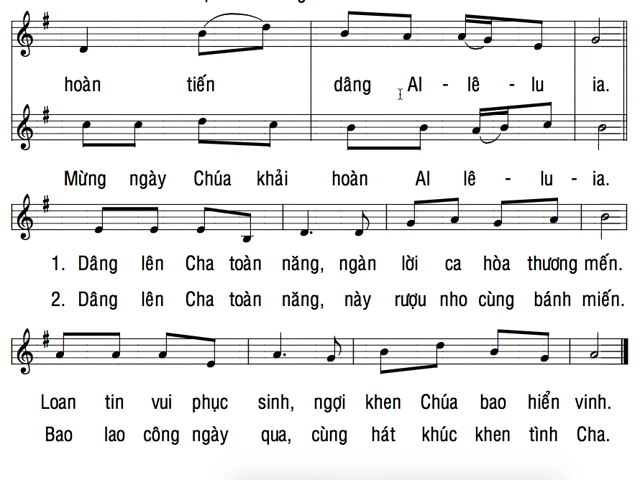 hoàn tiến dâng Al - lê - lu ia.
Mừng ngày Chúa khải hoàn Al lê - lu - ia.
1. Dâng lên Cha toàn năng, ngàn lời ca hòa thương mến.
2. Dâng lên Cha toàn năng, này rượu nho cùng bánh miến.
Loan tin vui phục sinh, ngợi khen Chúa bao hiển vinh.
Bao lao công ngày qua, cùng hát khúc khen tình Cha.